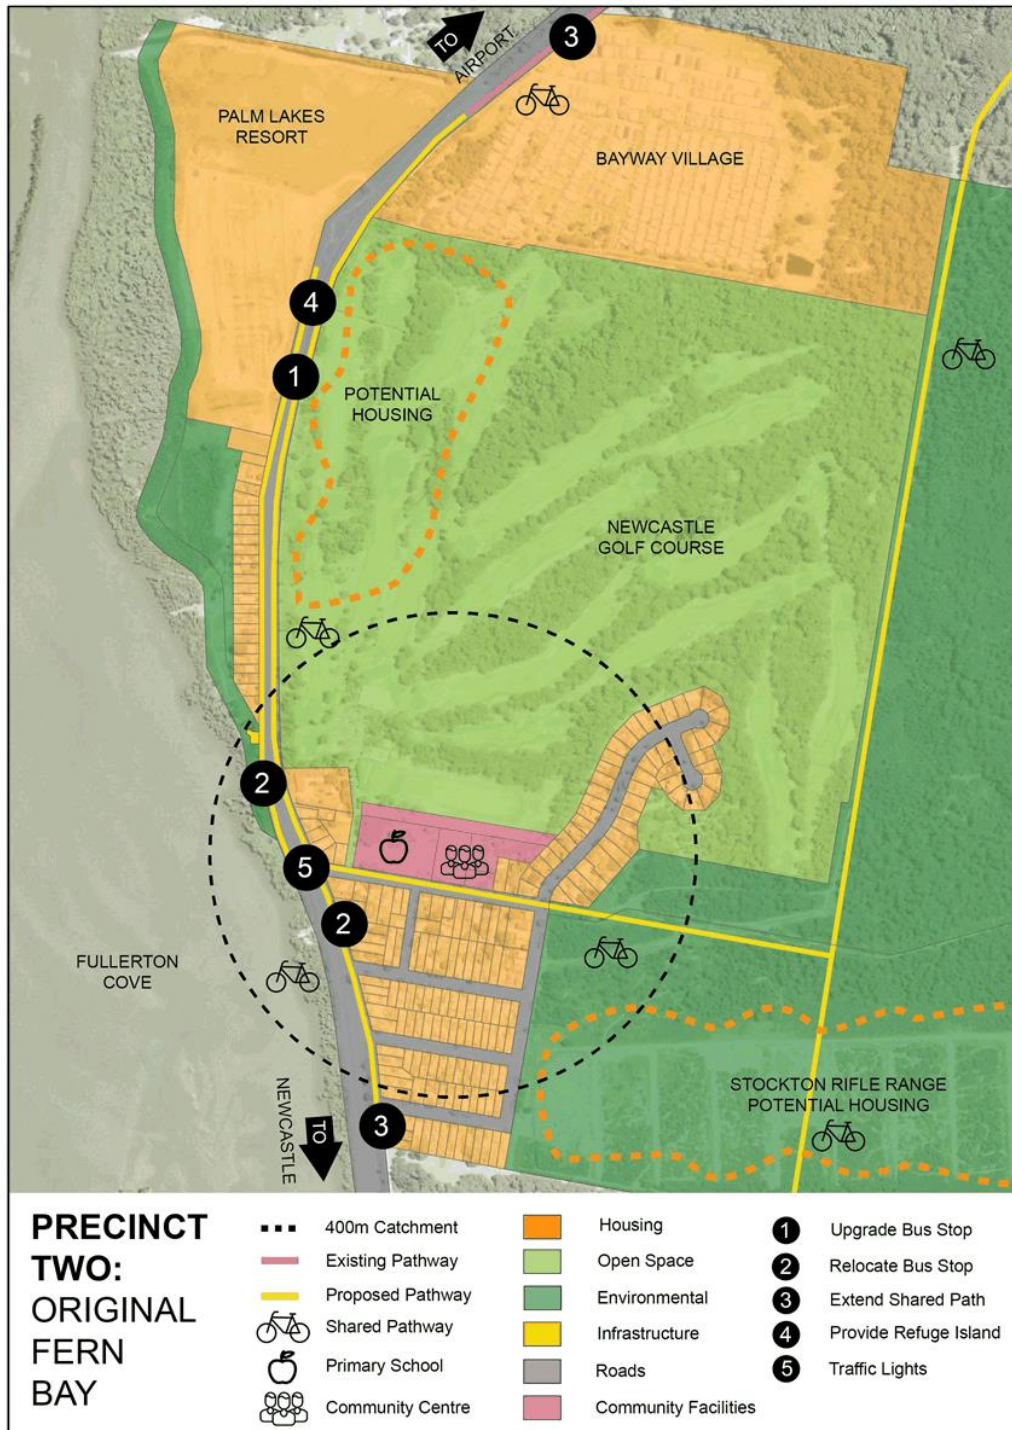 3
TO
AIRPORT
PALM LAKES
RESORT
BAYWAY VILLAGE
4
1
POTENTIAL
HOUSING
NEWCASTLE
GOLF COURSE
2
5
2
FULLERTON
COVE
STOCKTON RIFLE RANGE
POTENTIAL HOUSING
3
TO
NEWCASTLE
PRECINCT
TWO:
ORIGINAL
FERN
BAY
400m Catchment
Existing Pathway
Proposed Pathway
Shared Pathway
Primary School
Community Centre
Housing
Open Space
Environmental
Infrastructure
Roads
Community Facilities
1 Upgrade Bus Stop
2 Relocate Bus Stop
3 Extend Shared Path
4 Provide Refuge Island
5 Traffic Lights